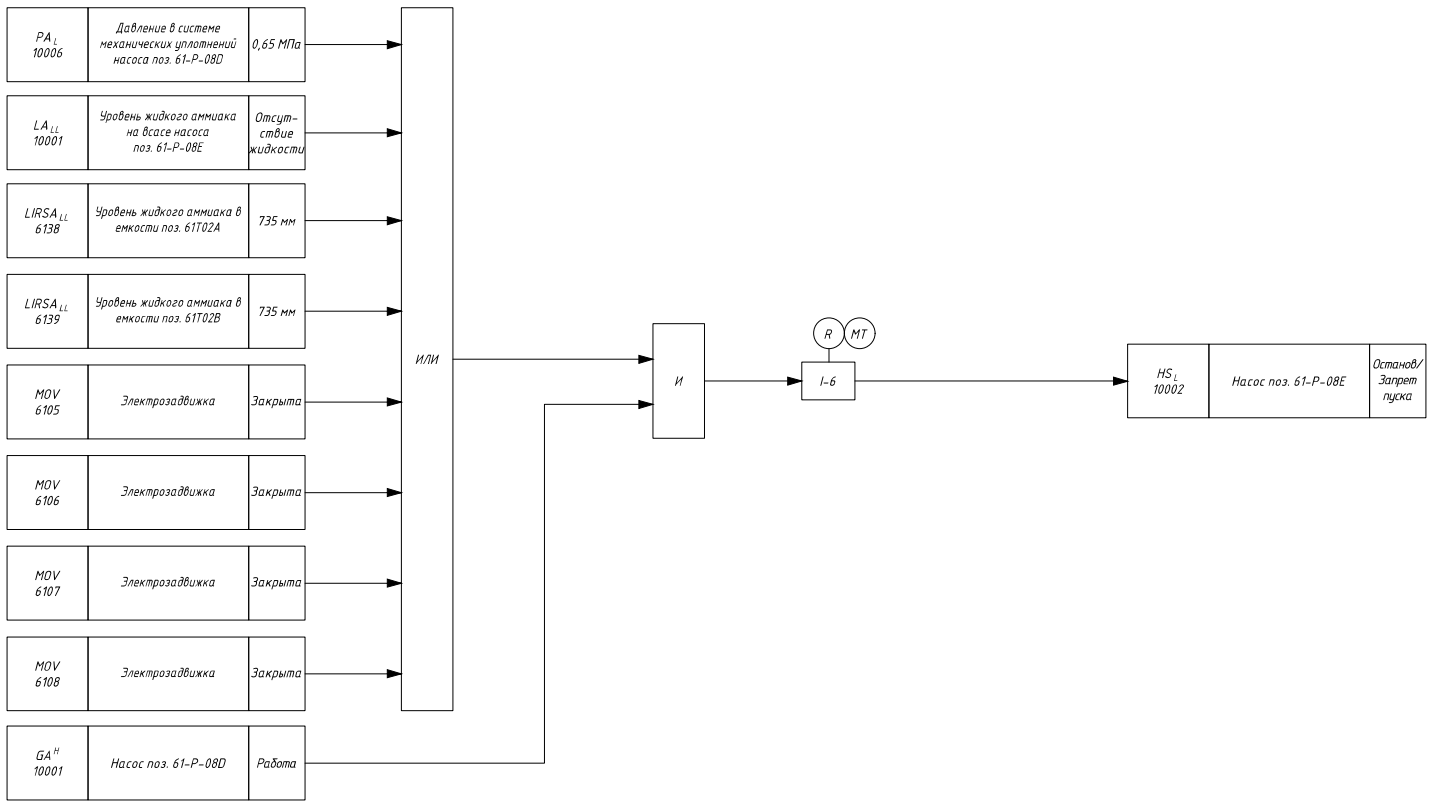 PA L
10006
Давление в системе
механических уплотнений
насоса поз. 61-P-08D
0,65 МПа
LA LL
10001
Уровень жидкого аммиака
на всасе насоса
поз. 61-P-08E
Отсут-
ствие
жидкости
LIRSA LL
6138
Уровень жидкого аммиака в
емкости поз. 61Т02А
735 мм
LIRSA LL
6139
Уровень жидкого аммиака в
емкости поз. 61Т02В
735 мм
MOV
6105
Электрозадвижка
Закрыта
MOV
6106
Электрозадвижка
Закрыта
MOV
6107
Электрозадвижка
Закрыта
MOV
6108
Электрозадвижка
Закрыта
GA H
10001
Насос поз. 61-P-08D
Работа
ИЛИ
И
R
MT
I-6
HS L
10002
Насос поз. 61-P-08E
Останов/
Запрет
пуска